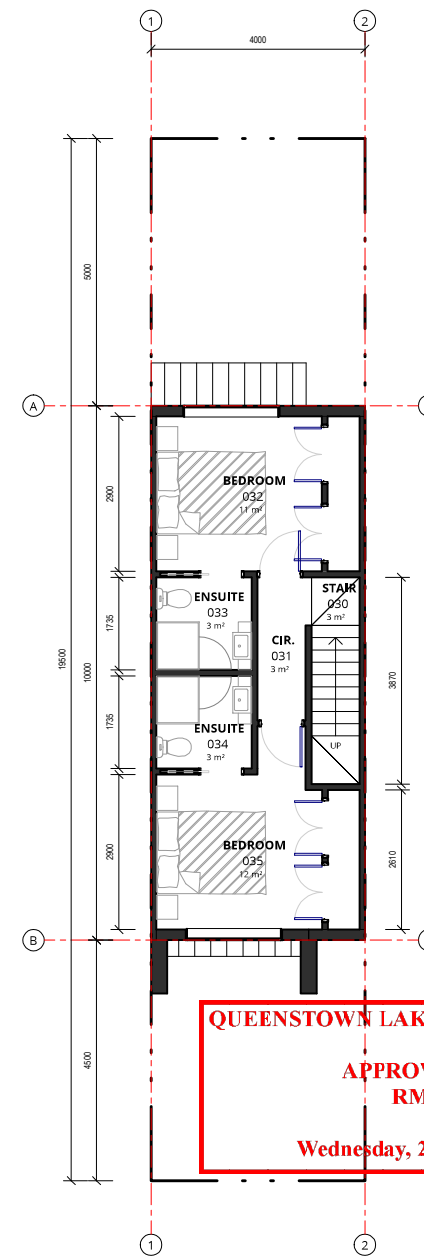 1
2
4000
5000
A
19500
10000
2900
BEDROOM
032
11 m²
ENSUITE
033
3 m²
STAIR
030
3 m²
1735
CIR.
031
3 m²
3870
1735
ENSUITE
034
3 m²
UP
2900
BEDROOM
035
12 m²
2610
B
4500
QUEENSTOWN LAK
APPROV
RM
Wednesday, 2
1
2